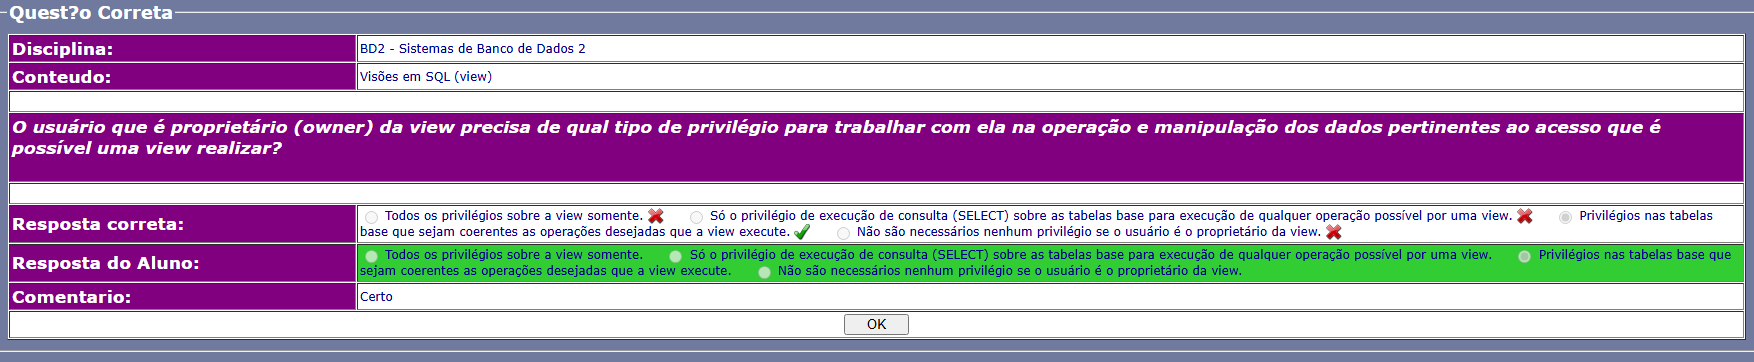 Quest?o Correta
Disciplina: BD2 - Sistemas de Banco de Dados 2
Conteudo: Visões em SQL (view)
O usuário que é proprietário (owner) da view precisa de qual tipo de privilégio para trabalhar com ela na operação e manipulação dos dados pertinentes ao acesso que é
possível uma view realizar?
Resposta correta: Todos os privilégios sobre a view somente. Só o privilégio de execução de consulta (SELECT) sobre as tabelas base para execução de qualquer operação possível por uma view. Privilégios nas tabelas
base que sejam coerentes as operações desejadas que a view execute. Não são necessários nenhum privilégio se o usuário é o proprietário da view.
Resposta do Aluno: Todos os privilégios sobre a view somente. Só o privilégio de execução de consulta (SELECT) sobre as tabelas base para execução de qualquer operação possível por uma view. Privilégios nas tabelas base que
sejam coerentes as operações desejadas que a view execute. Não são necessários nenhum privilégio se o usuário é o proprietário da view.
Comentario: Certo
OK